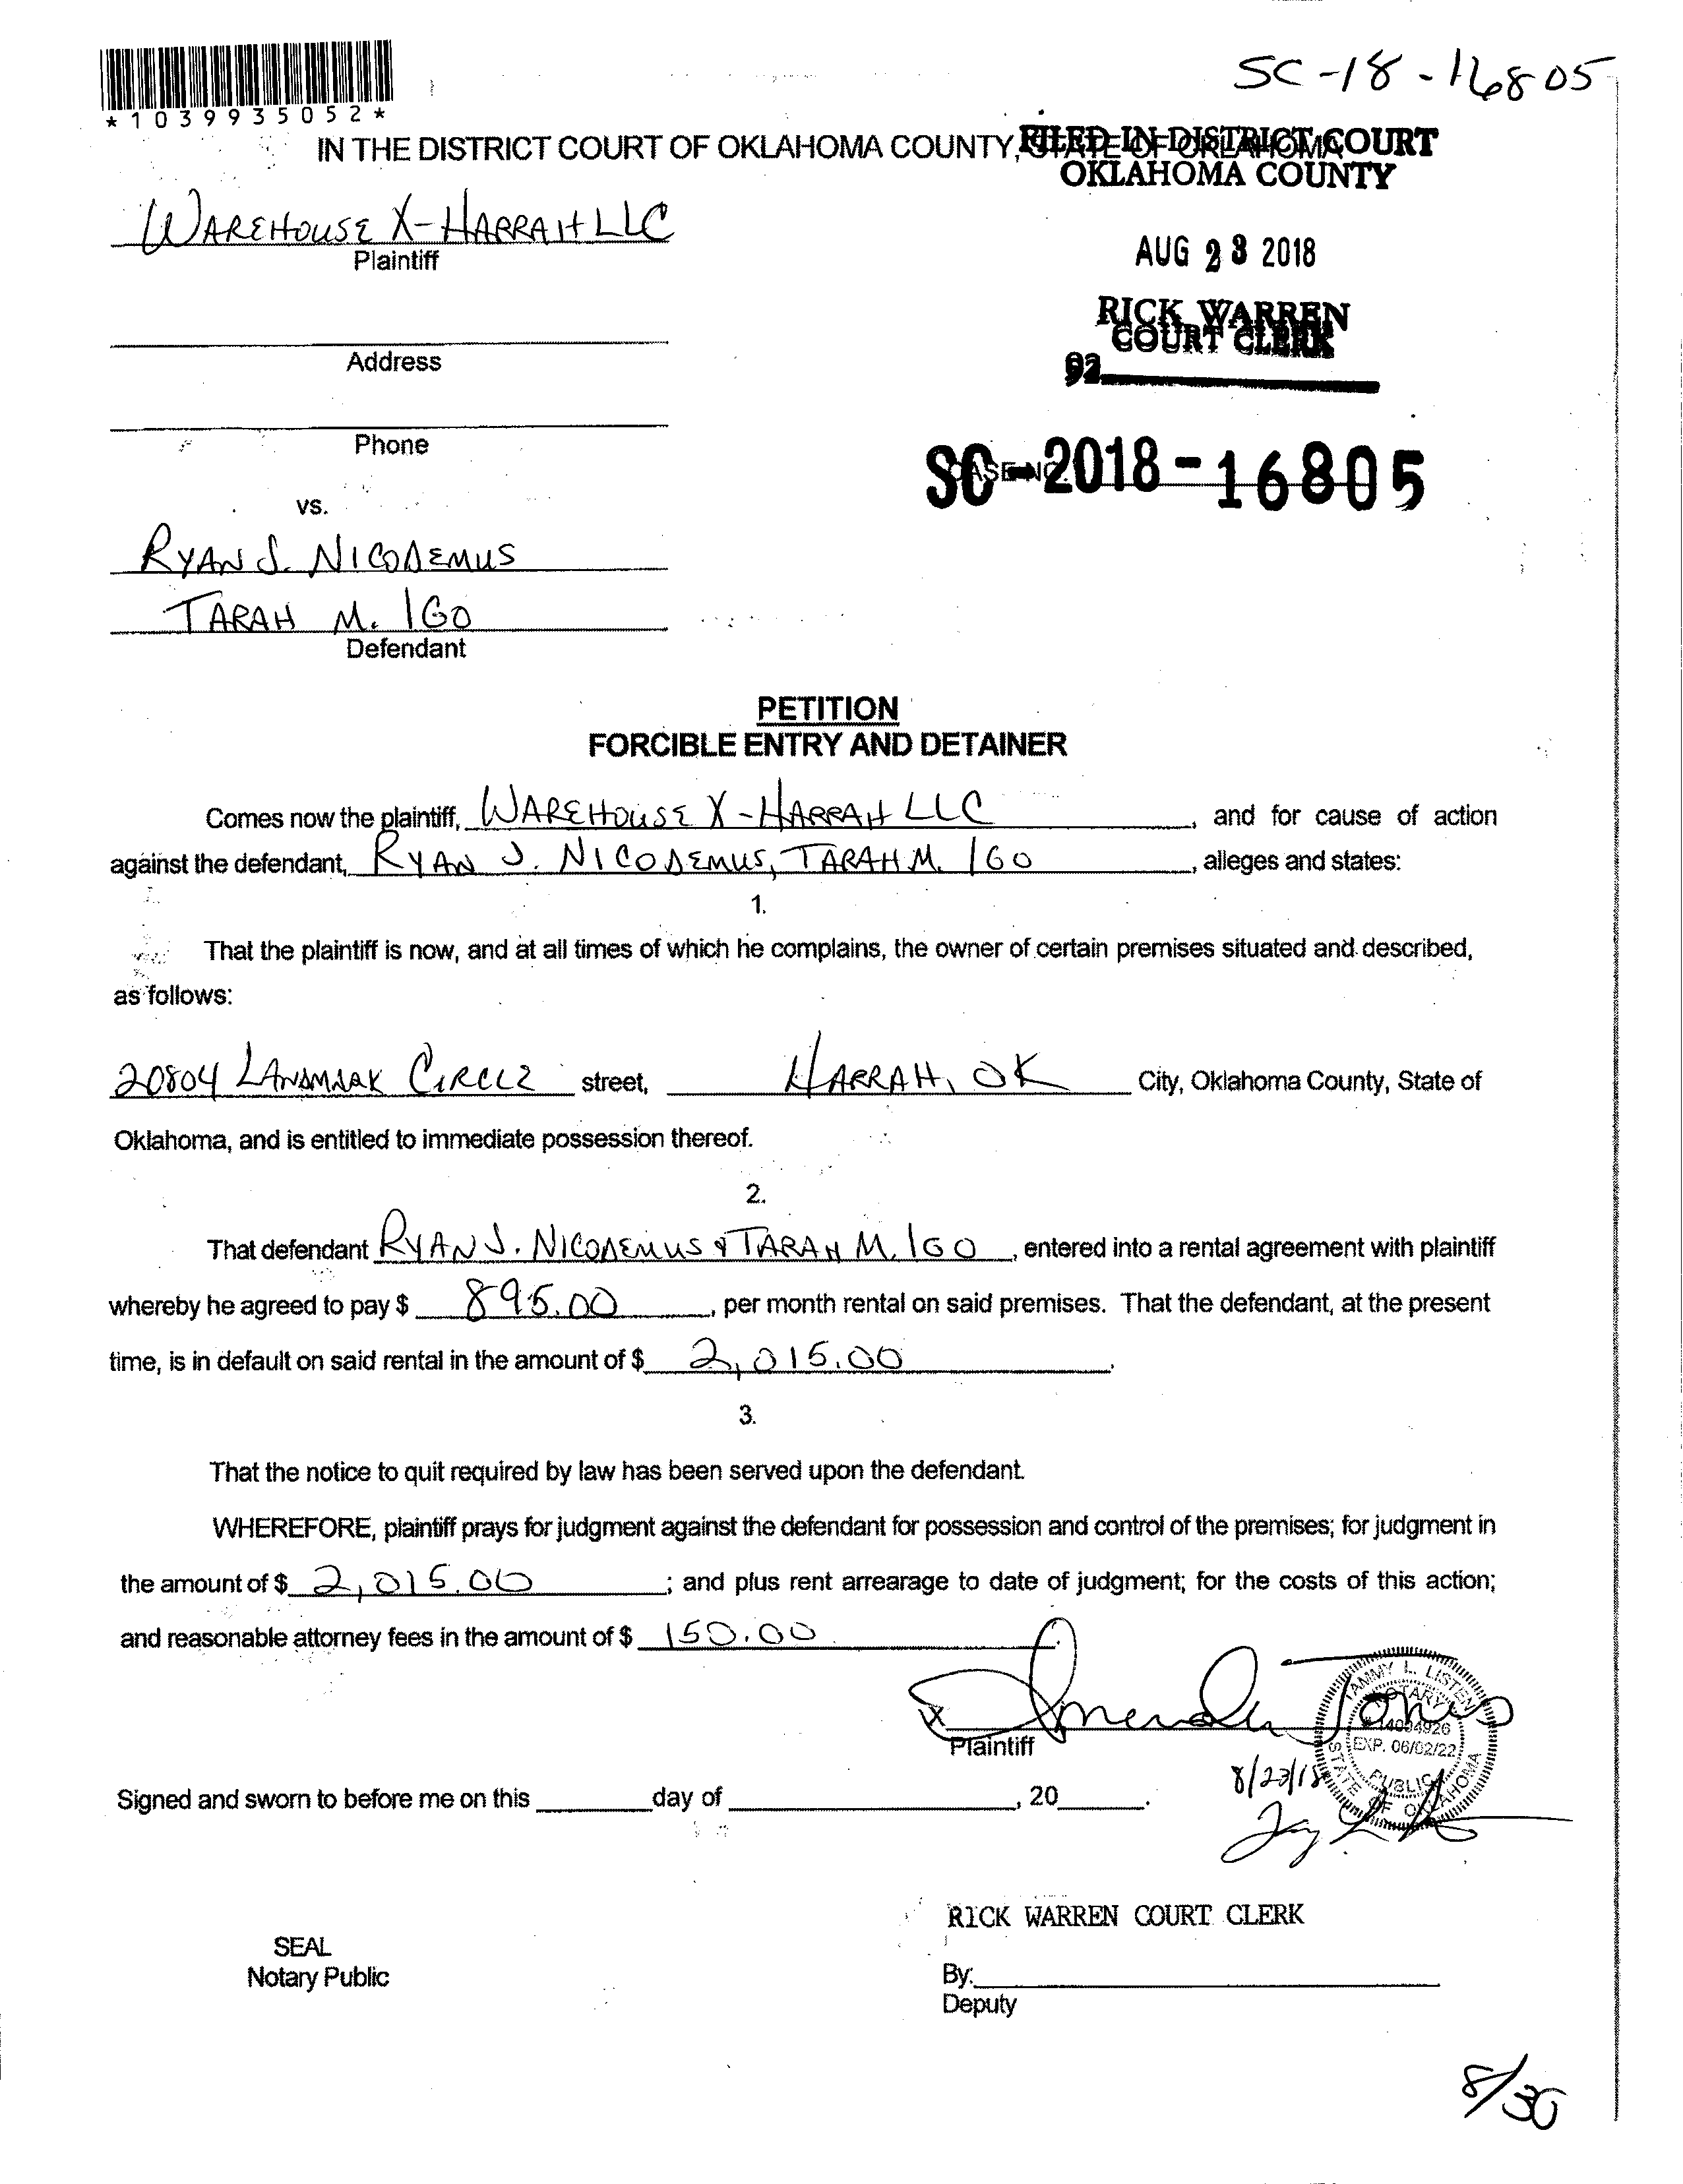 SC-18-16805
*1039935052*
IN THE DISTRICT COURT OF OKLAHOMA COUNTY, STATE OF OKLAHOMA
FILED IN DISTRICT COURT
OKLAHOMA COUNTY
WAREHOUSE X-HARRAH LLC
Plaintiff
AUG 23 2018
RICK WARREN
COURT CLERK
92
Address
Phone
CASE NO.
SC-2018-16805
vs.
RYAN J. NICODEMUS
TARAH M. IGO
Defendant
PETITION
FORCIBLE ENTRY AND DETAINER
Comes now the plaintiff, WAREHOUSE X-HARRAH LLC, and for cause of action
against the defendant, RYAN J. NICODEMUS, TARAH M. IGO, alleges and states:
1.
That the plaintiff is now, and at all times of which he complains, the owner of certain premises situated and described,
as follows:
20804 LANDMARK CIRCLE street, HARRAH, OK City, Oklahoma County, State of
Oklahoma, and is entitled to immediate possession thereof.
2.
That defendant RYAN J. NICODEMUS & TARAH M. IGO, entered into a rental agreement with plaintiff
whereby he agreed to pay $ 895.00, per month rental on said premises. That the defendant, at the present
time, is in default on said rental in the amount of $ 2,015.00.
3.
That the notice to quit required by law has been served upon the defendant.
WHEREFORE, plaintiff prays for judgment against the defendant for possession and control of the premises; for judgment in
the amount of $ 2,015.00; and plus rent arrearage to date of judgment; for the costs of this action;
and reasonable attorney fees in the amount of $ 150.00.
X
Plaintiff
TAMMY L. LISTEN
NOTARY
# 14004926
EXP. 06/02/22
PUBLIC
STATE OF OKLAHOMA
8/23/18
Signed and sworn to before me on this ____ day of ____, 20____.
RICK WARREN COURT CLERK
SEAL
Notary Public
By:
Deputy
8/30